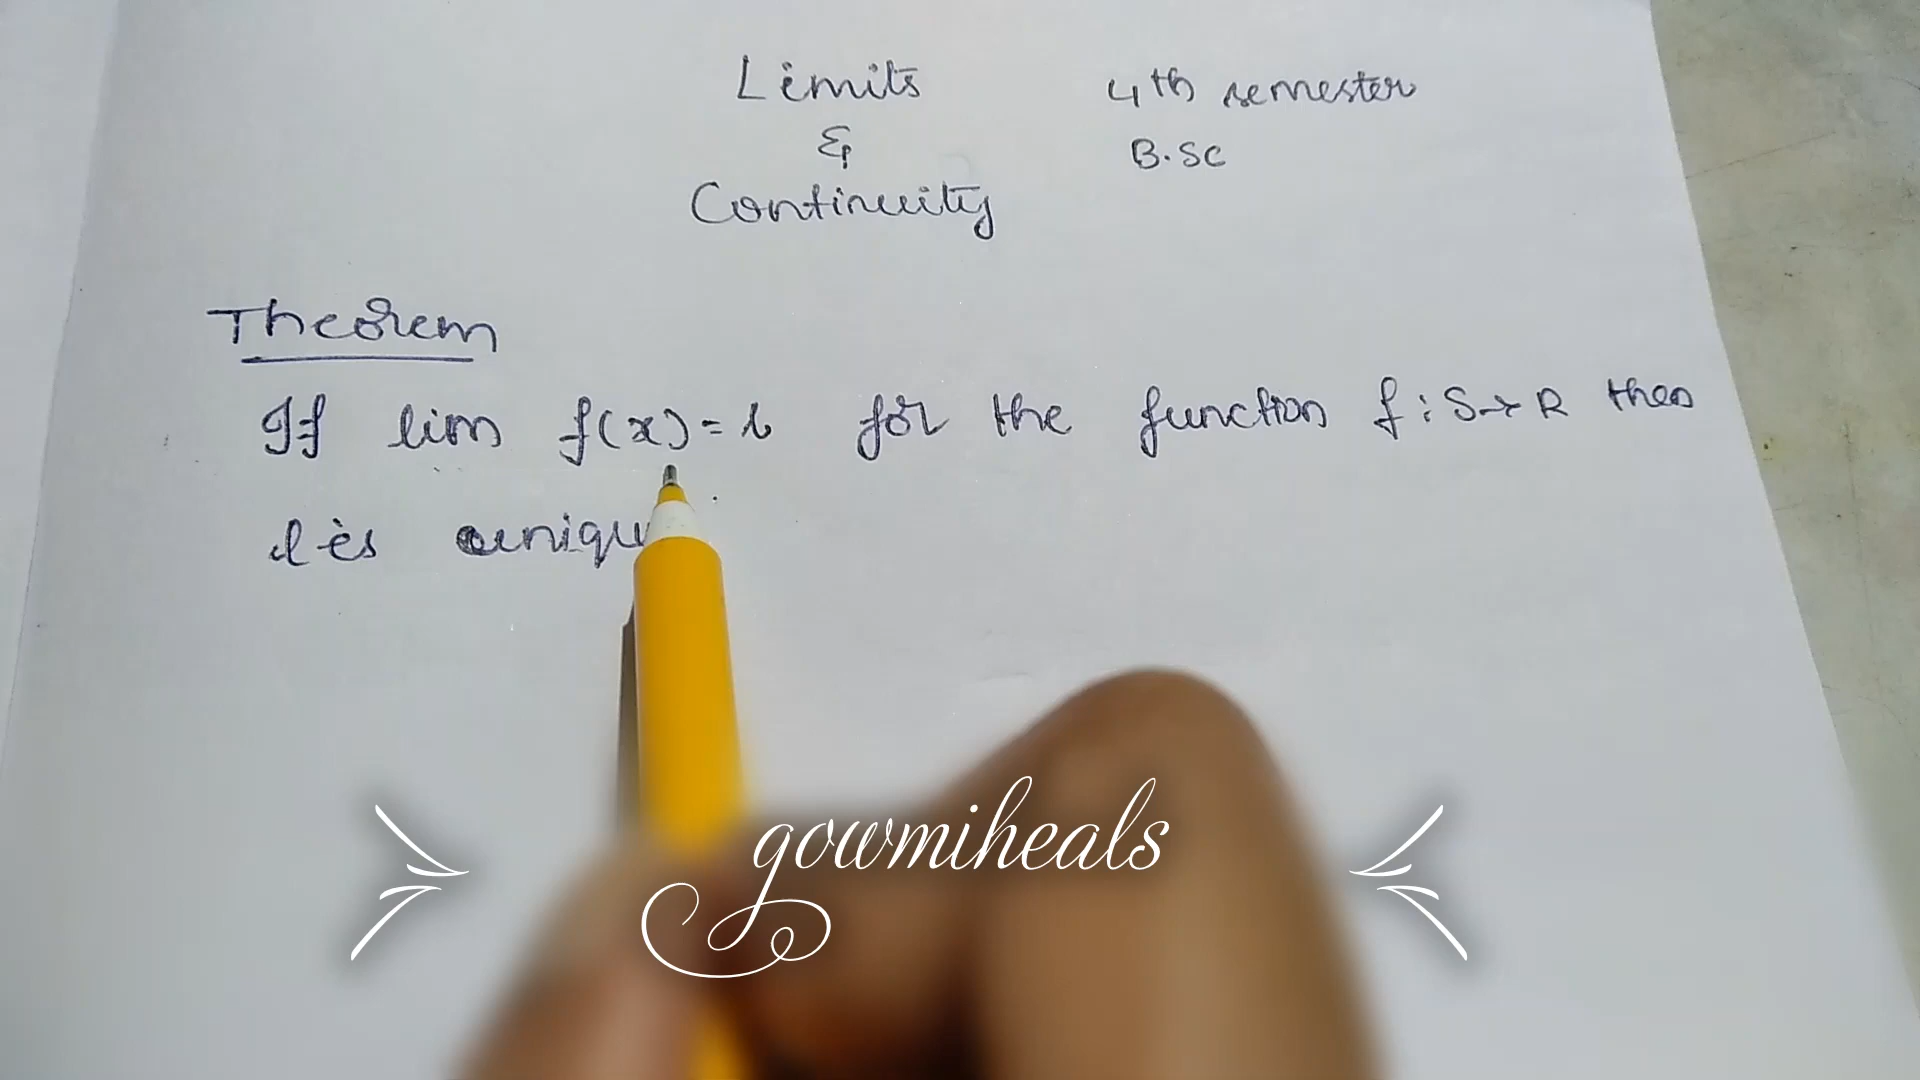 Limits
&
Continuity
4th semester
B.Sc
Theorem
If lim f(x) = l for the function f : S → R then
l is uniqu
gowmiheals